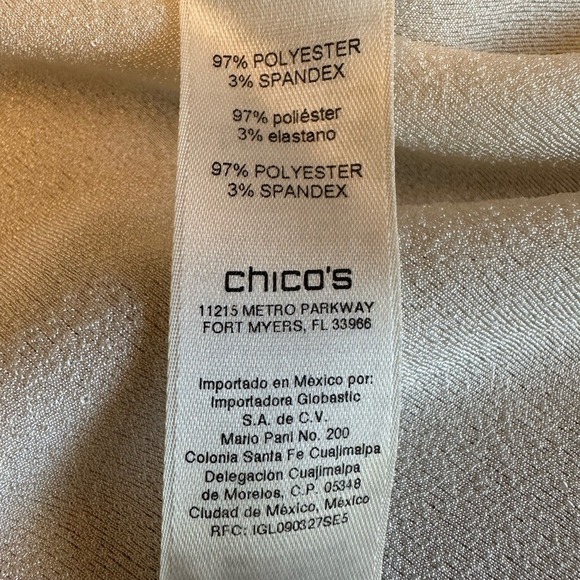 97% POLYESTER
3% SPANDEX
97% poliéster
3% elastano
97% POLYESTER
3% SPANDEX
chico's
11215 METRO PARKWAY
FORT MYERS, FL 33966
Importado en México por:
Importadora Globastic
S.A. de C.V.
Mario Pani No. 200
Colonia Santa Fe Cuajimalpa
Delegación Cuajimalpa
de Morelos, C.P. 05348
Ciudad de México, México
RFC: IGL090327SE5